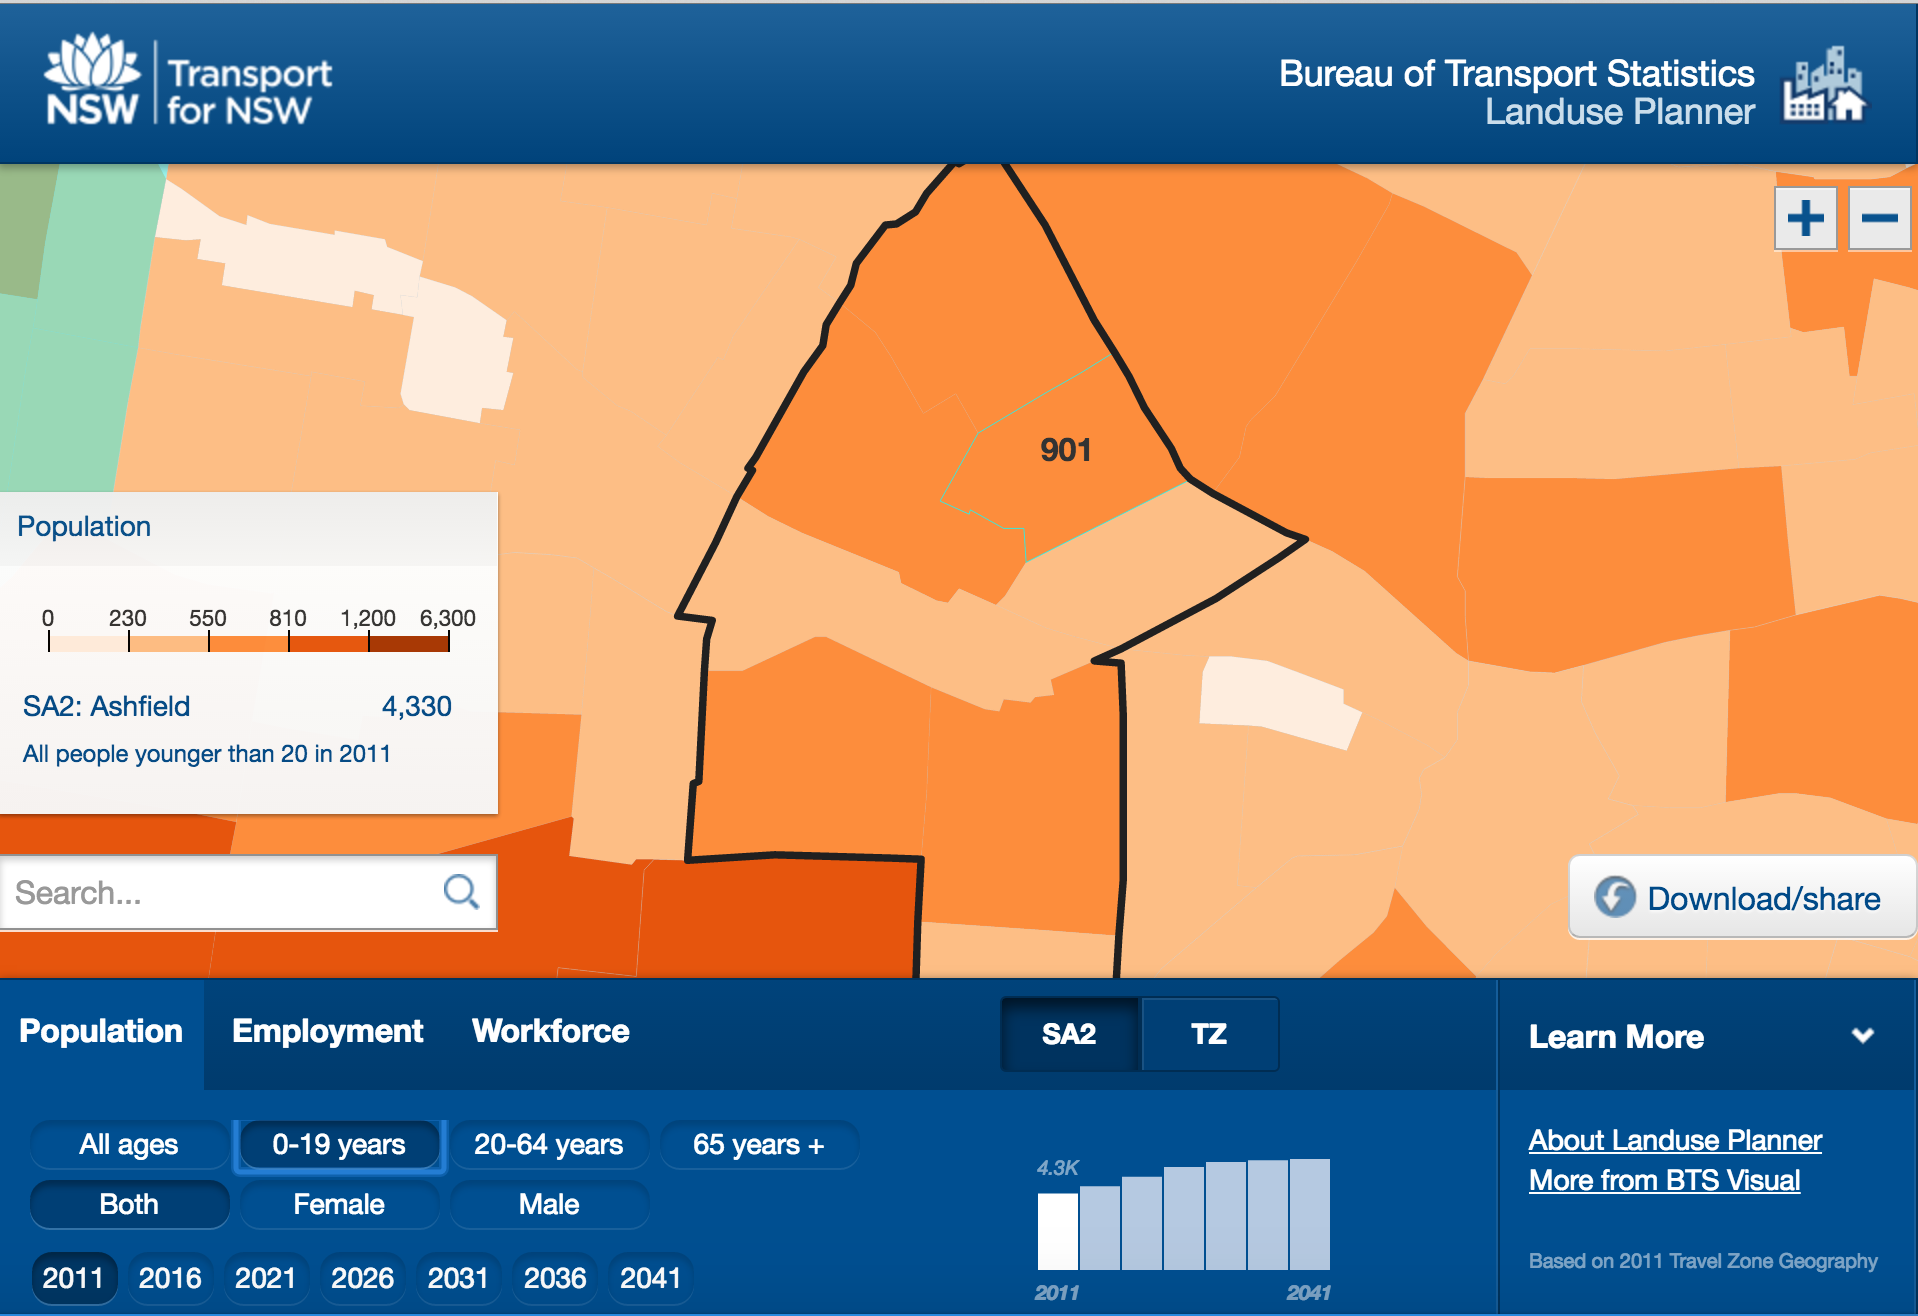 NSW
Transport
for NSW
Bureau of Transport Statistics
Landuse Planner
901
Population
0 230 550 810 1,200 6,300
SA2: Ashfield 4,330
All people younger than 20 in 2011
Search...
Download/share
Population Employment Workforce
SA2 TZ
Learn More
All ages 0-19 years 20-64 years 65 years +
Both Female Male
2011 2016 2021 2026 2031 2036 2041
4.3K
2011 2041
About Landuse Planner
More from BTS Visual
Based on 2011 Travel Zone Geography